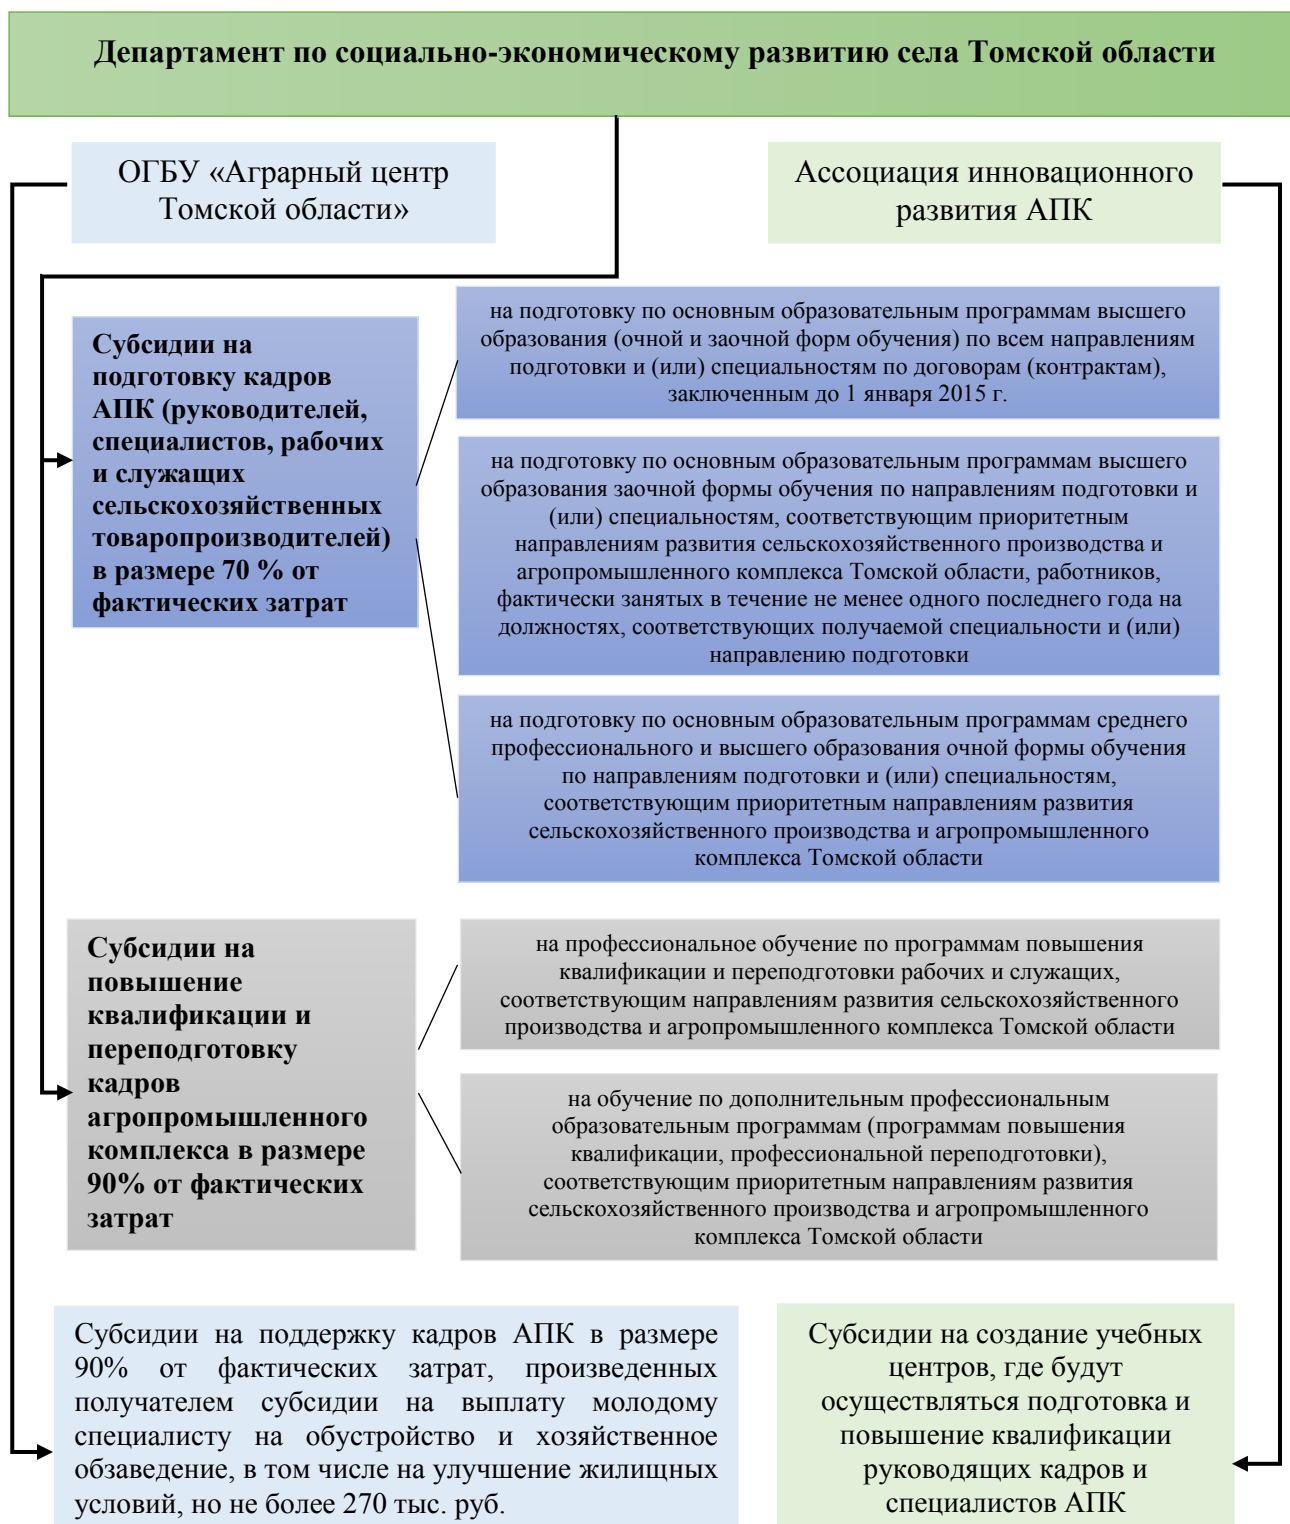 Департамент по социально-экономическому развитию села Томской области
ОГБУ «Аграрный центр
Томской области»
Ассоциация инновационного
развития АПК
Субсидии на
подготовку кадров
АПК (руководителей,
специалистов, рабочих
и служащих
сельскохозяйственных
товаропроизводителей)
в размере 70 % от
фактических затрат
на подготовку по основным образовательным программам высшего
образования (очной и заочной форм обучения) по всем направлениям
подготовки и (или) специальностям по договорам (контрактам),
заключенным до 1 января 2015 г.
на подготовку по основным образовательным программам высшего
образования заочной формы обучения по направлениям подготовки и
(или) специальностям, соответствующим приоритетным
направлениям развития сельскохозяйственного производства и
агропромышленного комплекса Томской области, работников,
фактически занятых в течение не менее одного последнего года на
должностях, соответствующих получаемой специальности и (или)
направлению подготовки
на подготовку по основным образовательным программам среднего
профессионального и высшего образования очной формы обучения
по направлениям подготовки и (или) специальностям,
соответствующим приоритетным направлениям развития
сельскохозяйственного производства и агропромышленного
комплекса Томской области
Субсидии на
повышение
квалификации и
переподготовку
кадров
агропромышленного
комплекса в размере
90% от фактических
затрат
на профессиональное обучение по программам повышения
квалификации и переподготовки рабочих и служащих,
соответствующим направлениям развития сельскохозяйственного
производства и агропромышленного комплекса Томской области
на обучение по дополнительным профессиональным
образовательным программам (программам повышения
квалификации, профессиональной переподготовки),
соответствующим приоритетным направлениям развития
сельскохозяйственного производства и агропромышленного
комплекса Томской области
Субсидии на поддержку кадров АПК в размере
90% от фактических затрат, произведенных
получателем субсидии на выплату молодому
специалисту на обустройство и хозяйственное
обзаведение, в том числе на улучшение жилищных
условий, но не более 270 тыс. руб.
Субсидии на создание учебных
центров, где будут
осуществляться подготовка и
повышение квалификации
руководящих кадров и
специалистов АПК